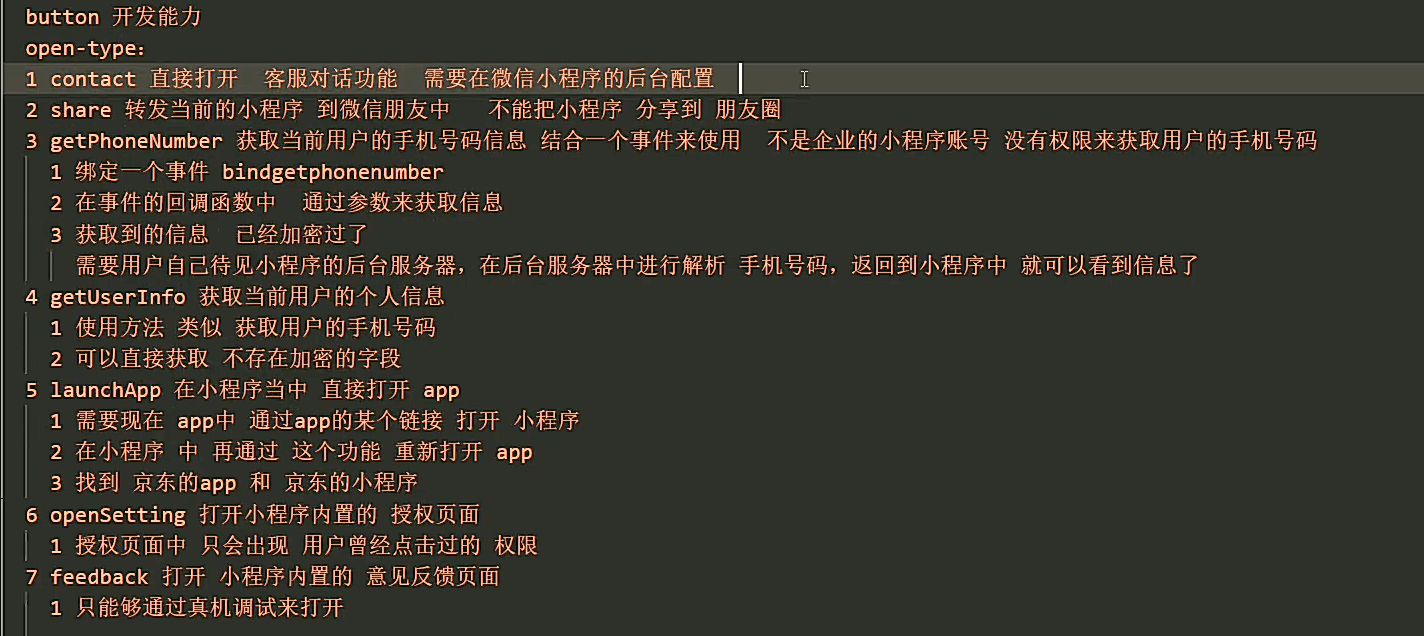 button 开发能力
open-type:
1 contact 直接打开 客服对话功能 需要在微信小程序的后台配置
2 share 转发当前的小程序 到微信朋友中 不能把小程序 分享到 朋友圈
3 getPhoneNumber 获取当前用户的手机号码信息 结合一个事件来使用 不是企业的小程序账号 没有权限来获取用户的手机号码
1 绑定一个事件 bindgetphonenumber
2 在事件的回调函数中 通过参数来获取信息
3 获取到的信息 已经加密过了
需要用户自己待见小程序的后台服务器，在后台服务器中进行解析 手机号码，返回到小程序中 就可以看到信息了
4 getUserInfo 获取当前用户的个人信息
1 使用方法 类似 获取用户的手机号码
2 可以直接获取 不存在加密的字段
5 launchApp 在小程序当中 直接打开 app
1 需要现在 app中 通过app的某个链接 打开 小程序
2 在小程序 中 再通过 这个功能 重新打开 app
3 找到 京东的app 和 京东的小程序
6 openSetting 打开小程序内置的 授权页面
1 授权页面中 只会出现 用户曾经点击过的 权限
7 feedback 打开 小程序内置的 意见反馈页面
1 只能够通过真机调试来打开